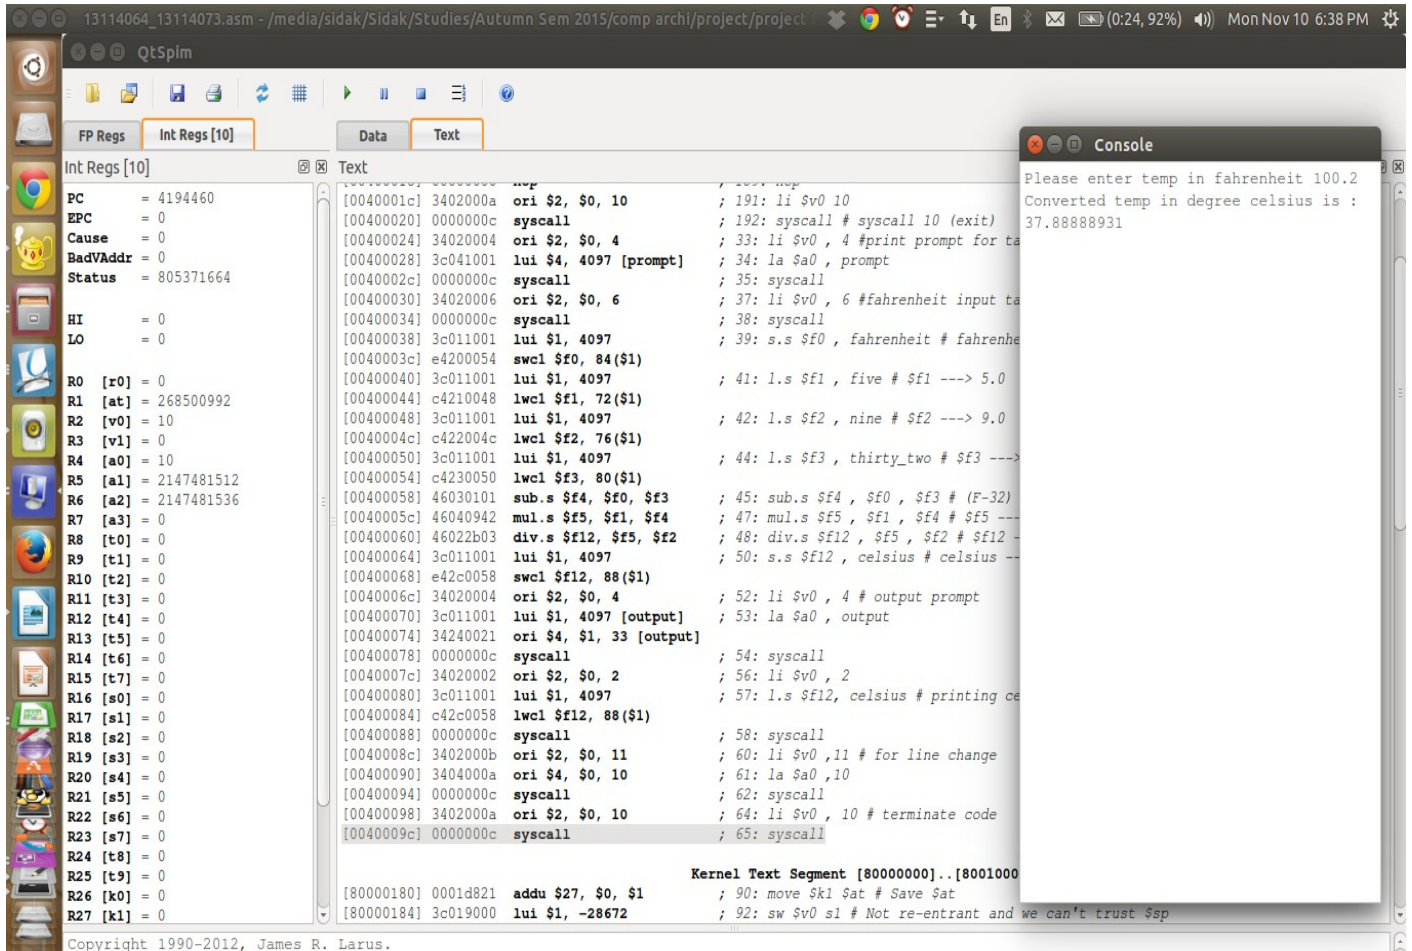 13114064_13114073.asm - /media/sidak/Sidak/Studies/Autumn Sem 2015/comp archi/project/project
En (0:24, 92%) Mon Nov 10 6:38 PM
QtSpim
FP Regs Int Regs [10] Data Text
Int Regs [10]
PC = 4194460
EPC = 0
Cause = 0
BadVAddr = 0
Status = 805371664
HI = 0
LO = 0
R0 [r0] = 0
R1 [at] = 268500992
R2 [v0] = 10
R3 [v1] = 0
R4 [a0] = 10
R5 [a1] = 2147481512
R6 [a2] = 2147481536
R7 [a3] = 0
R8 [t0] = 0
R9 [t1] = 0
R10 [t2] = 0
R11 [t3] = 0
R12 [t4] = 0
R13 [t5] = 0
R14 [t6] = 0
R15 [t7] = 0
R16 [s0] = 0
R17 [s1] = 0
R18 [s2] = 0
R19 [s3] = 0
R20 [s4] = 0
R21 [s5] = 0
R22 [s6] = 0
R23 [s7] = 0
R24 [t8] = 0
R25 [t9] = 0
R26 [k0] = 0
R27 [k1] = 0
Text
[0040001c] 3402000a ori $2, $0, 10 ; 191: li $v0 10
[00400020] 0000000c syscall ; 192: syscall # syscall 10 (exit)
[00400024] 34020004 ori $2, $0, 4 ; 33: li $v0 , 4 #print prompt for ta
[00400028] 3c041001 lui $4, 4097 [prompt] ; 34: la $a0 , prompt
[0040002c] 0000000c syscall ; 35: syscall
[00400030] 34020006 ori $2, $0, 6 ; 37: li $v0 , 6 #fahrenheit input ta
[00400034] 0000000c syscall ; 38: syscall
[00400038] 3c011001 lui $1, 4097 ; 39: s.s $f0 , fahrenheit # fahrenhe
[0040003c] e4200054 swc1 $f0, 84($1)
[00400040] 3c011001 lui $1, 4097 ; 41: l.s $f1 , five # $f1 ---> 5.0
[00400044] c4210048 lwc1 $f1, 72($1)
[00400048] 3c011001 lui $1, 4097 ; 42: l.s $f2 , nine # $f2 ---> 9.0
[0040004c] c422004c lwc1 $f2, 76($1)
[00400050] 3c011001 lui $1, 4097 ; 44: l.s $f3 , thirty_two # $f3 --->
[00400054] c4230050 lwc1 $f3, 80($1)
[00400058] 46030101 sub.s $f4, $f0, $f3 ; 45: sub.s $f4 , $f0 , $f3 # (F-32)
[0040005c] 46040942 mul.s $f5, $f1, $f4 ; 47: mul.s $f5 , $f1 , $f4 # $f5 ---
[00400060] 46022b03 div.s $f12, $f5, $f2 ; 48: div.s $f12 , $f5 , $f2 # $f12 -
[00400064] 3c011001 lui $1, 4097 ; 50: s.s $f12 , celsius # celsius --
[00400068] e42c0058 swc1 $f12, 88($1)
[0040006c] 34020004 ori $2, $0, 4 ; 52: li $v0 , 4 # output prompt
[00400070] 3c011001 lui $1, 4097 [output] ; 53: la $a0 , output
[00400074] 34240021 ori $4, $1, 33 [output]
[00400078] 0000000c syscall ; 54: syscall
[0040007c] 34020002 ori $2, $0, 2 ; 56: li $v0 , 2
[00400080] 3c011001 lui $1, 4097 ; 57: l.s $f12, celsius # printing ce
[00400084] c42c0058 lwc1 $f12, 88($1)
[00400088] 0000000c syscall ; 58: syscall
[0040008c] 3402000b ori $2, $0, 11 ; 60: li $v0 ,11 # for line change
[00400090] 3404000a ori $4, $0, 10 ; 61: la $a0 ,10
[00400094] 0000000c syscall ; 62: syscall
[00400098] 3402000a ori $2, $0, 10 ; 64: li $v0 , 10 # terminate code
[0040009c] 0000000c syscall ; 65: syscall
Kernel Text Segment [80000000]..[8001000
[80000180] 0001d821 addu $27, $0, $1 ; 90: move $k1 $at # Save $at
[80000184] 3c019000 lui $1, -28672 ; 92: sw $v0 s1 # Not re-entrant and we can't trust $sp
Console
Please enter temp in fahrenheit 100.2
Converted temp in degree celsius is :
37.88888931
Copyright 1990-2012, James R. Larus.